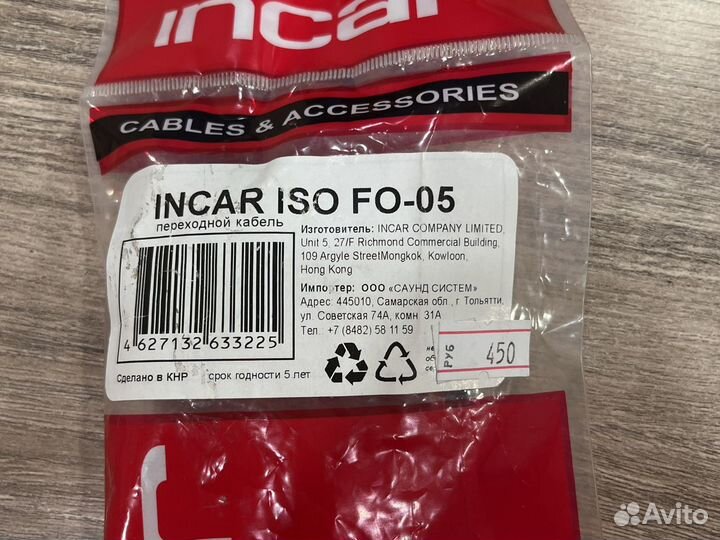 incar
CABLES & ACCESSORIES
INCAR ISO FO-05
переходной кабель
Изготовитель: INCAR COMPANY LIMITED,
Unit 5, 27/F Richmond Commercial Building,
109 Argyle StreetMongkok, Kowloon,
Hong Kong
Импортер: ООО «САУНД СИСТЕМ»
Адрес: 445010, Самарская обл., г. Тольятти,
ул. Советская 74А, комн. 31А
Тел.: +7 (8482) 58 11 59
4 627132 633225
Сделано в КНР
срок годности 5 лет
РУБ 450
Avito